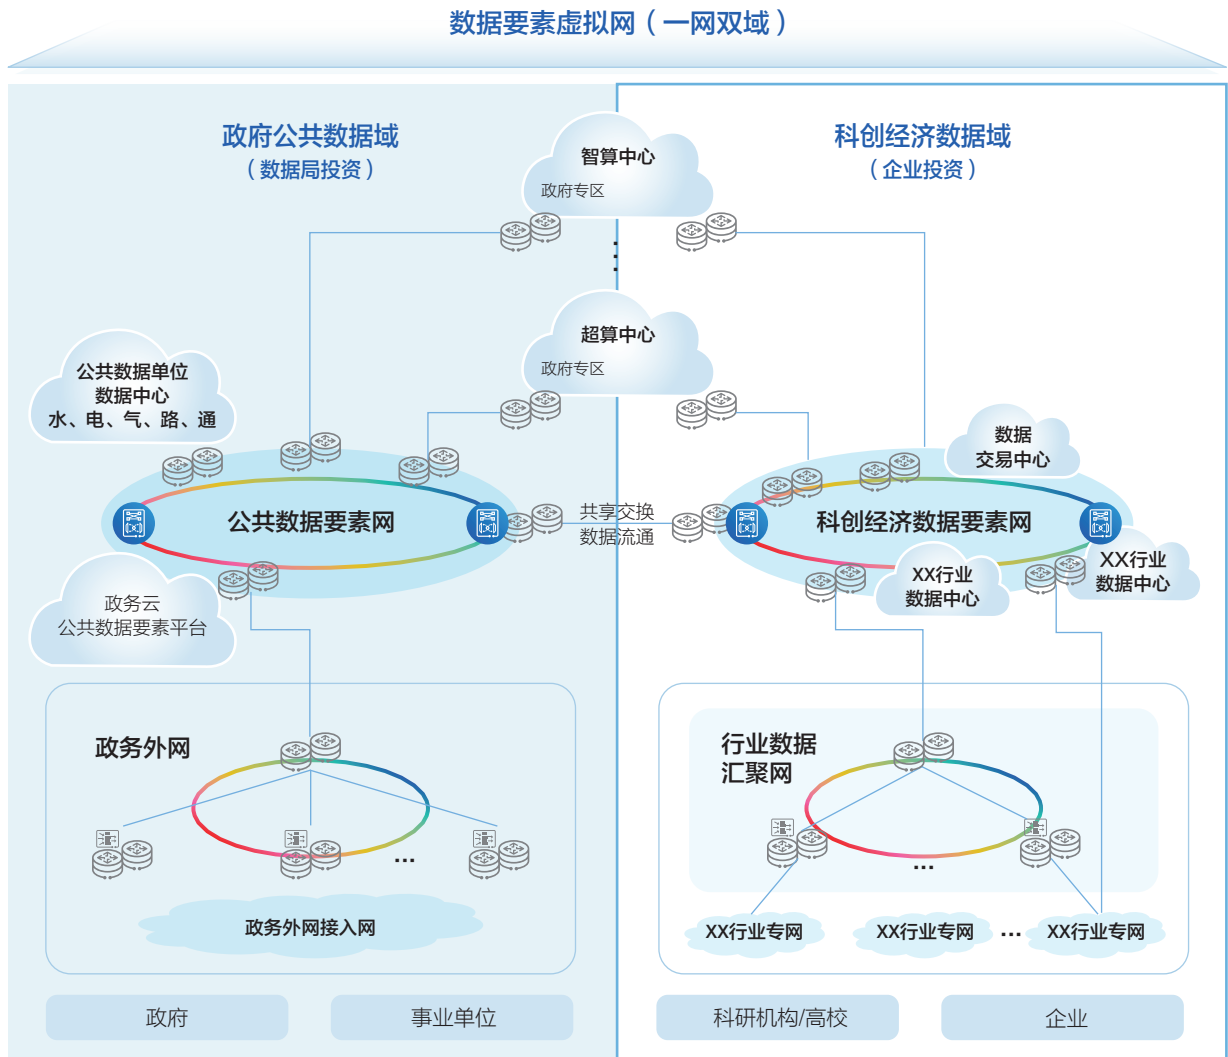 数据要素虚拟网（一网双域）
政府公共数据域
（数据局投资）
科创经济数据域
（企业投资）
智算中心
政府专区
超算中心
政府专区
公共数据单位
数据中心
水、电、气、路、通
数据
交易中心
公共数据要素网
共享交换
数据流通
科创经济数据要素网
政务云
公共数据要素平台
XX行业
数据中心
XX行业
数据中心
政务外网
...
政务外网接入网
行业数据
汇聚网
...
XX行业专网
XX行业专网
...
XX行业专网
政府
事业单位
科研机构/高校
企业